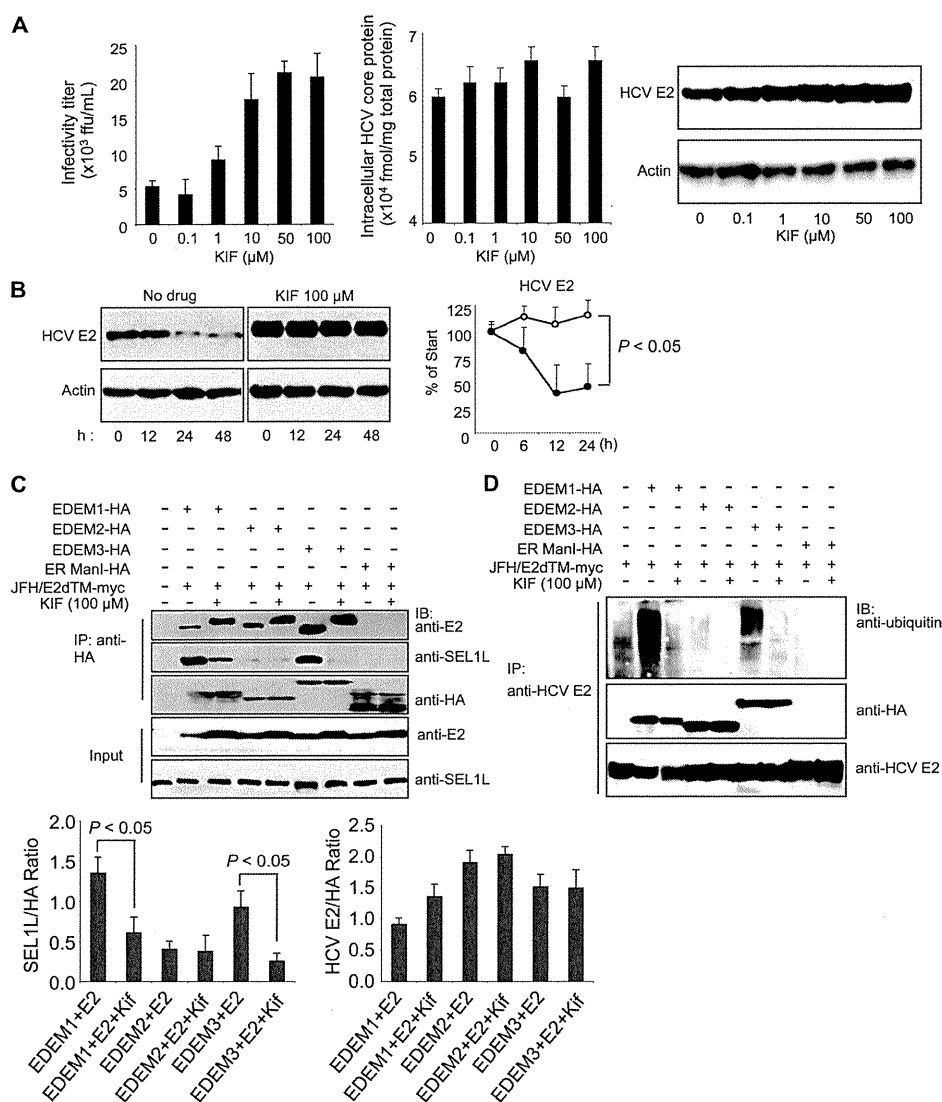 A
Infectivity titer
(x10³ ffu/mL)
25
20
15
10
5
0
0 0.1 1 10 50 100
KIF (µM)
Intracellular HCV core protein
(x10⁴ fmol/mg total protein)
7
6
5
4
0 0.1 1 10 50 100
KIF (µM)
HCV E2
Actin
0 0.1 1 10 50 100
KIF (µM)
B
No drug KIF 100 µM
HCV E2
Actin
h : 0 12 24 48 0 12 24 48
HCV E2
% of Start
125
100
75
50
25
0
0 6 12 24 (h)
P < 0.05
C
EDEM1-HA - + + - - - - - -
EDEM2-HA - - - + + - - - -
EDEM3-HA - - - - - + + - -
ER ManI-HA - - - - - - - + +
JFH/E2dTM-myc - + + + + + + + +
KIF (100 µM) + + + +
IP: anti-
HA
IB:
anti-E2
anti-SEL1L
anti-HA
Input
anti-E2
anti-SEL1L
SEL1L/HA Ratio
2.0
1.5
1.0
0.5
0.0
P < 0.05
P < 0.05
EDEM1+E2
EDEM1+E2+Kif
EDEM2+E2
EDEM2+E2+Kif
EDEM3+E2
EDEM3+E2+Kif
HCV E2/HA Ratio
2.5
2.0
1.5
1.0
0.5
0.0
EDEM1+E2
EDEM1+E2+Kif
EDEM2+E2
EDEM2+E2+Kif
EDEM3+E2
EDEM3+E2+Kif
D
EDEM1-HA - + + - - - - - -
EDEM2-HA - - - + + - - - -
EDEM3-HA - - - - - + + - -
ER ManI-HA - - - - - - - + +
JFH/E2dTM-myc + + + + + + + + +
KIF (100 µM) + + + +
IP:
anti-HCV E2
IB:
anti-ubiquitin
anti-HA
anti-HCV E2